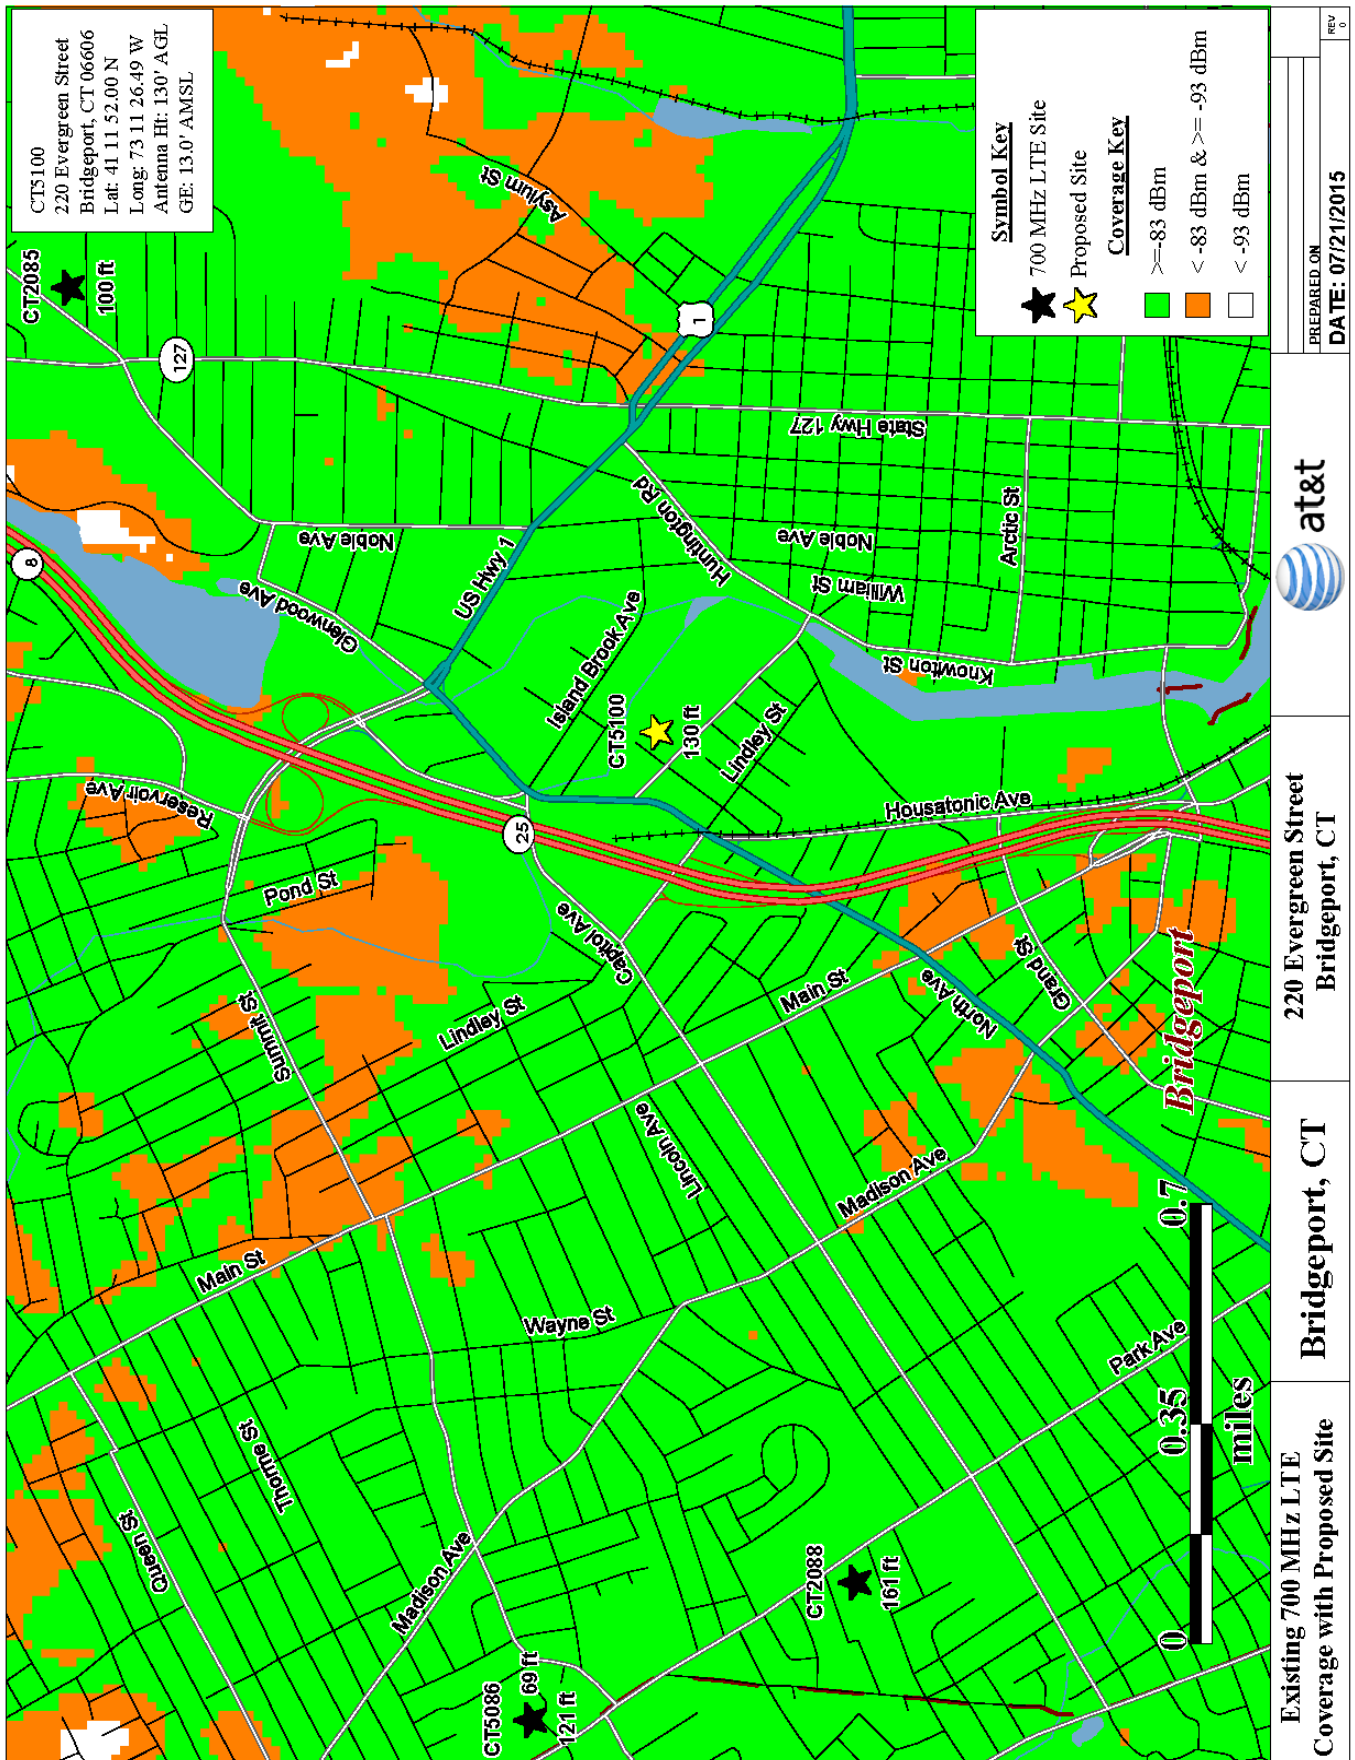 CT5100
220 Evergreen Street
Bridgeport, CT 06606
Lat: 41 11 52.00 N
Long: 73 11 26.49 W
Antenna Ht: 130' AGL
GE: 13.0' AMSL
CT2085
100 ft
127
8
Asylum St
Noble Ave
Glenwood Ave
US Hwy 1
1
State Hwy 127
Huntington Rd
Noble Ave
William St
Arctic St
Knowlton St
Island Brook Ave
CT5100
130 ft
Lindley St
Housatonic Ave
Reservoir Ave
25
Pond St
Capitol Ave
Summit St
Lindley St
Main St
North Ave
Grand St
Bridgeport
Lincoln Ave
Madison Ave
Main St
Wayne St
Park Ave
Thorme St
Queen St
Madison Ave
CT2088
161 ft
CT5086
69 ft
121 ft
0
0.35
0.7
miles
Symbol Key
700 MHz LTE Site
Proposed Site
Coverage Key
>=-83 dBm
< -83 dBm & >= -93 dBm
< -93 dBm
Existing 700 MHz LTE
Coverage with Proposed Site
Bridgeport, CT
220 Evergreen Street
Bridgeport, CT
at&t
PREPARED ON
DATE: 07/21/2015
REV
0